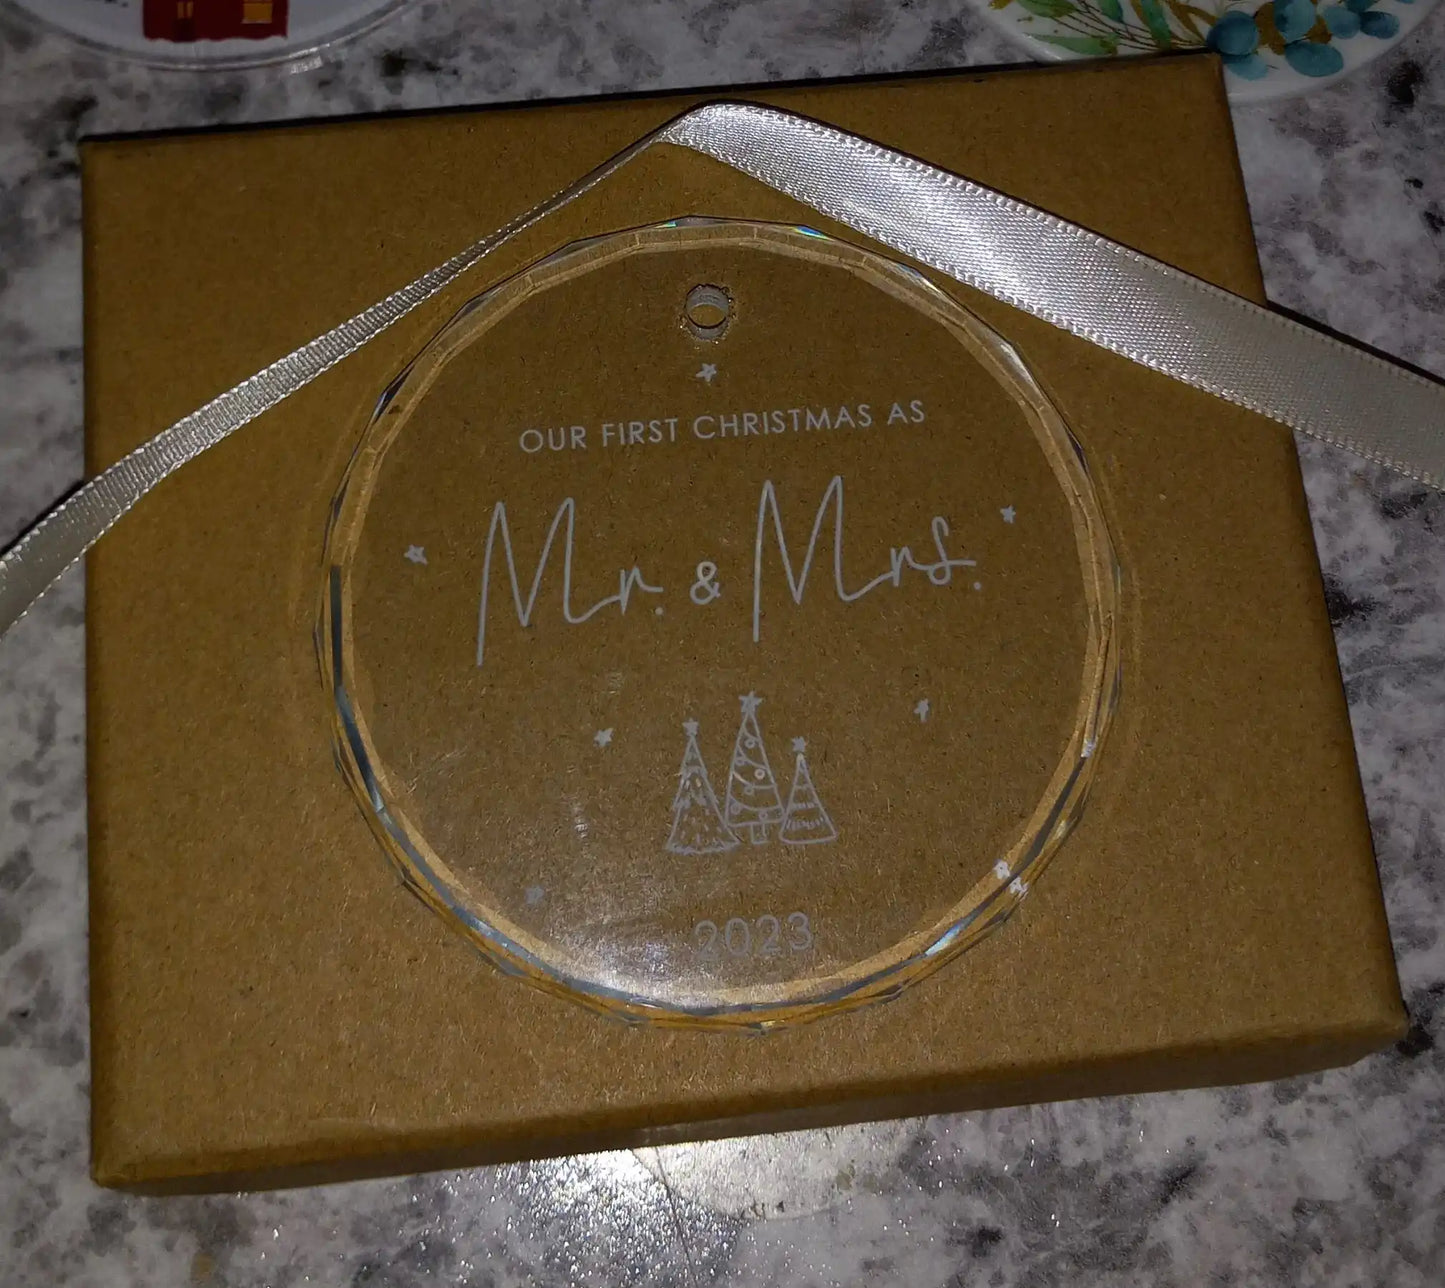 OUR FIRST CHRISTMAS AS
Mr. & Mrs.
2023